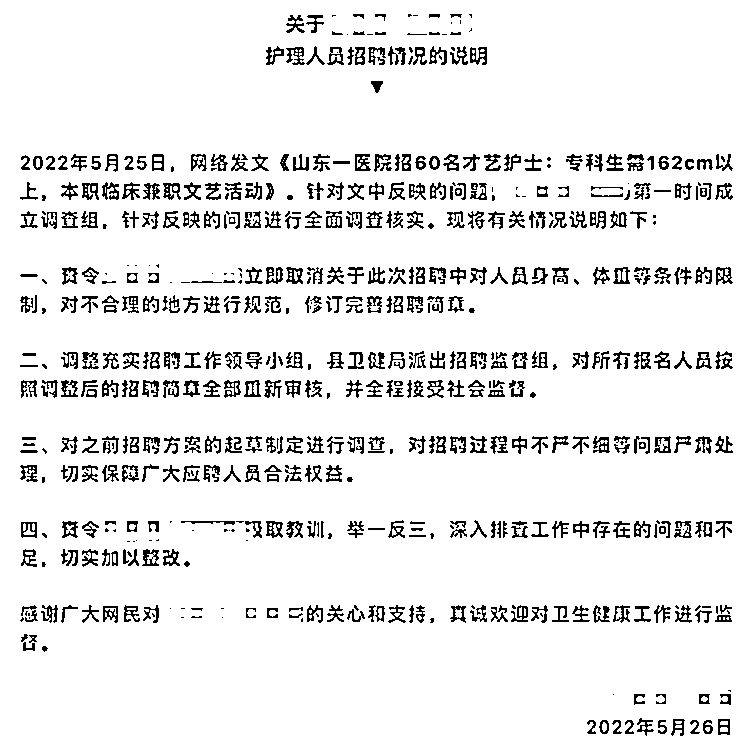 关于
护理人员招聘情况的说明
▼
2022年5月25日，网络发文《山东一医院招60名才艺护士：专科生需162cm以
上，本职临床兼职文艺活动》。针对文中反映的问题，第一时间成
立调查组，针对反映的问题进行全面调查核实。现将有关情况说明如下：
一、责令立即取消关于此次招聘中对人员身高、体重等条件的限
制，对不合理的地方进行规范，修订完善招聘简章。
二、调整充实招聘工作领导小组，县卫健局派出招聘监督组，对所有报名人员按
照调整后的招聘简章全部重新审核，并全程接受社会监督。
三、对之前招聘方案的起草制定进行调查，对招聘过程中不严不细等问题严肃处
理，切实保障广大应聘人员合法权益。
四、责令吸取教训，举一反三，深入排查工作中存在的问题和不
足，切实加以整改。
感谢广大网民对的关心和支持，真诚欢迎对卫生健康工作进行监
督。
2022年5月26日